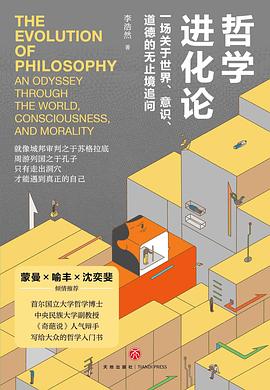 THE
EVOLUTION
OF
PHILOSOPHY
AN ODYSSEY
THROUGH
THE WORLD,
CONSCIOUSNESS,
AND MORALITY
李浩然 著
哲学
进化论
一场关于世界、意识、
道德的无止境追问
就像城邦审判之于苏格拉底
周游列国之于孔子
只有走出洞穴
才能遇到真正的自己
蒙曼×喻丰×沈奕斐
倾情推荐
首尔国立大学哲学博士
中央民族大学副教授
《奇葩说》人气辩手
写给大众的哲学入门书
天地出版社 | TIANDI PRESS